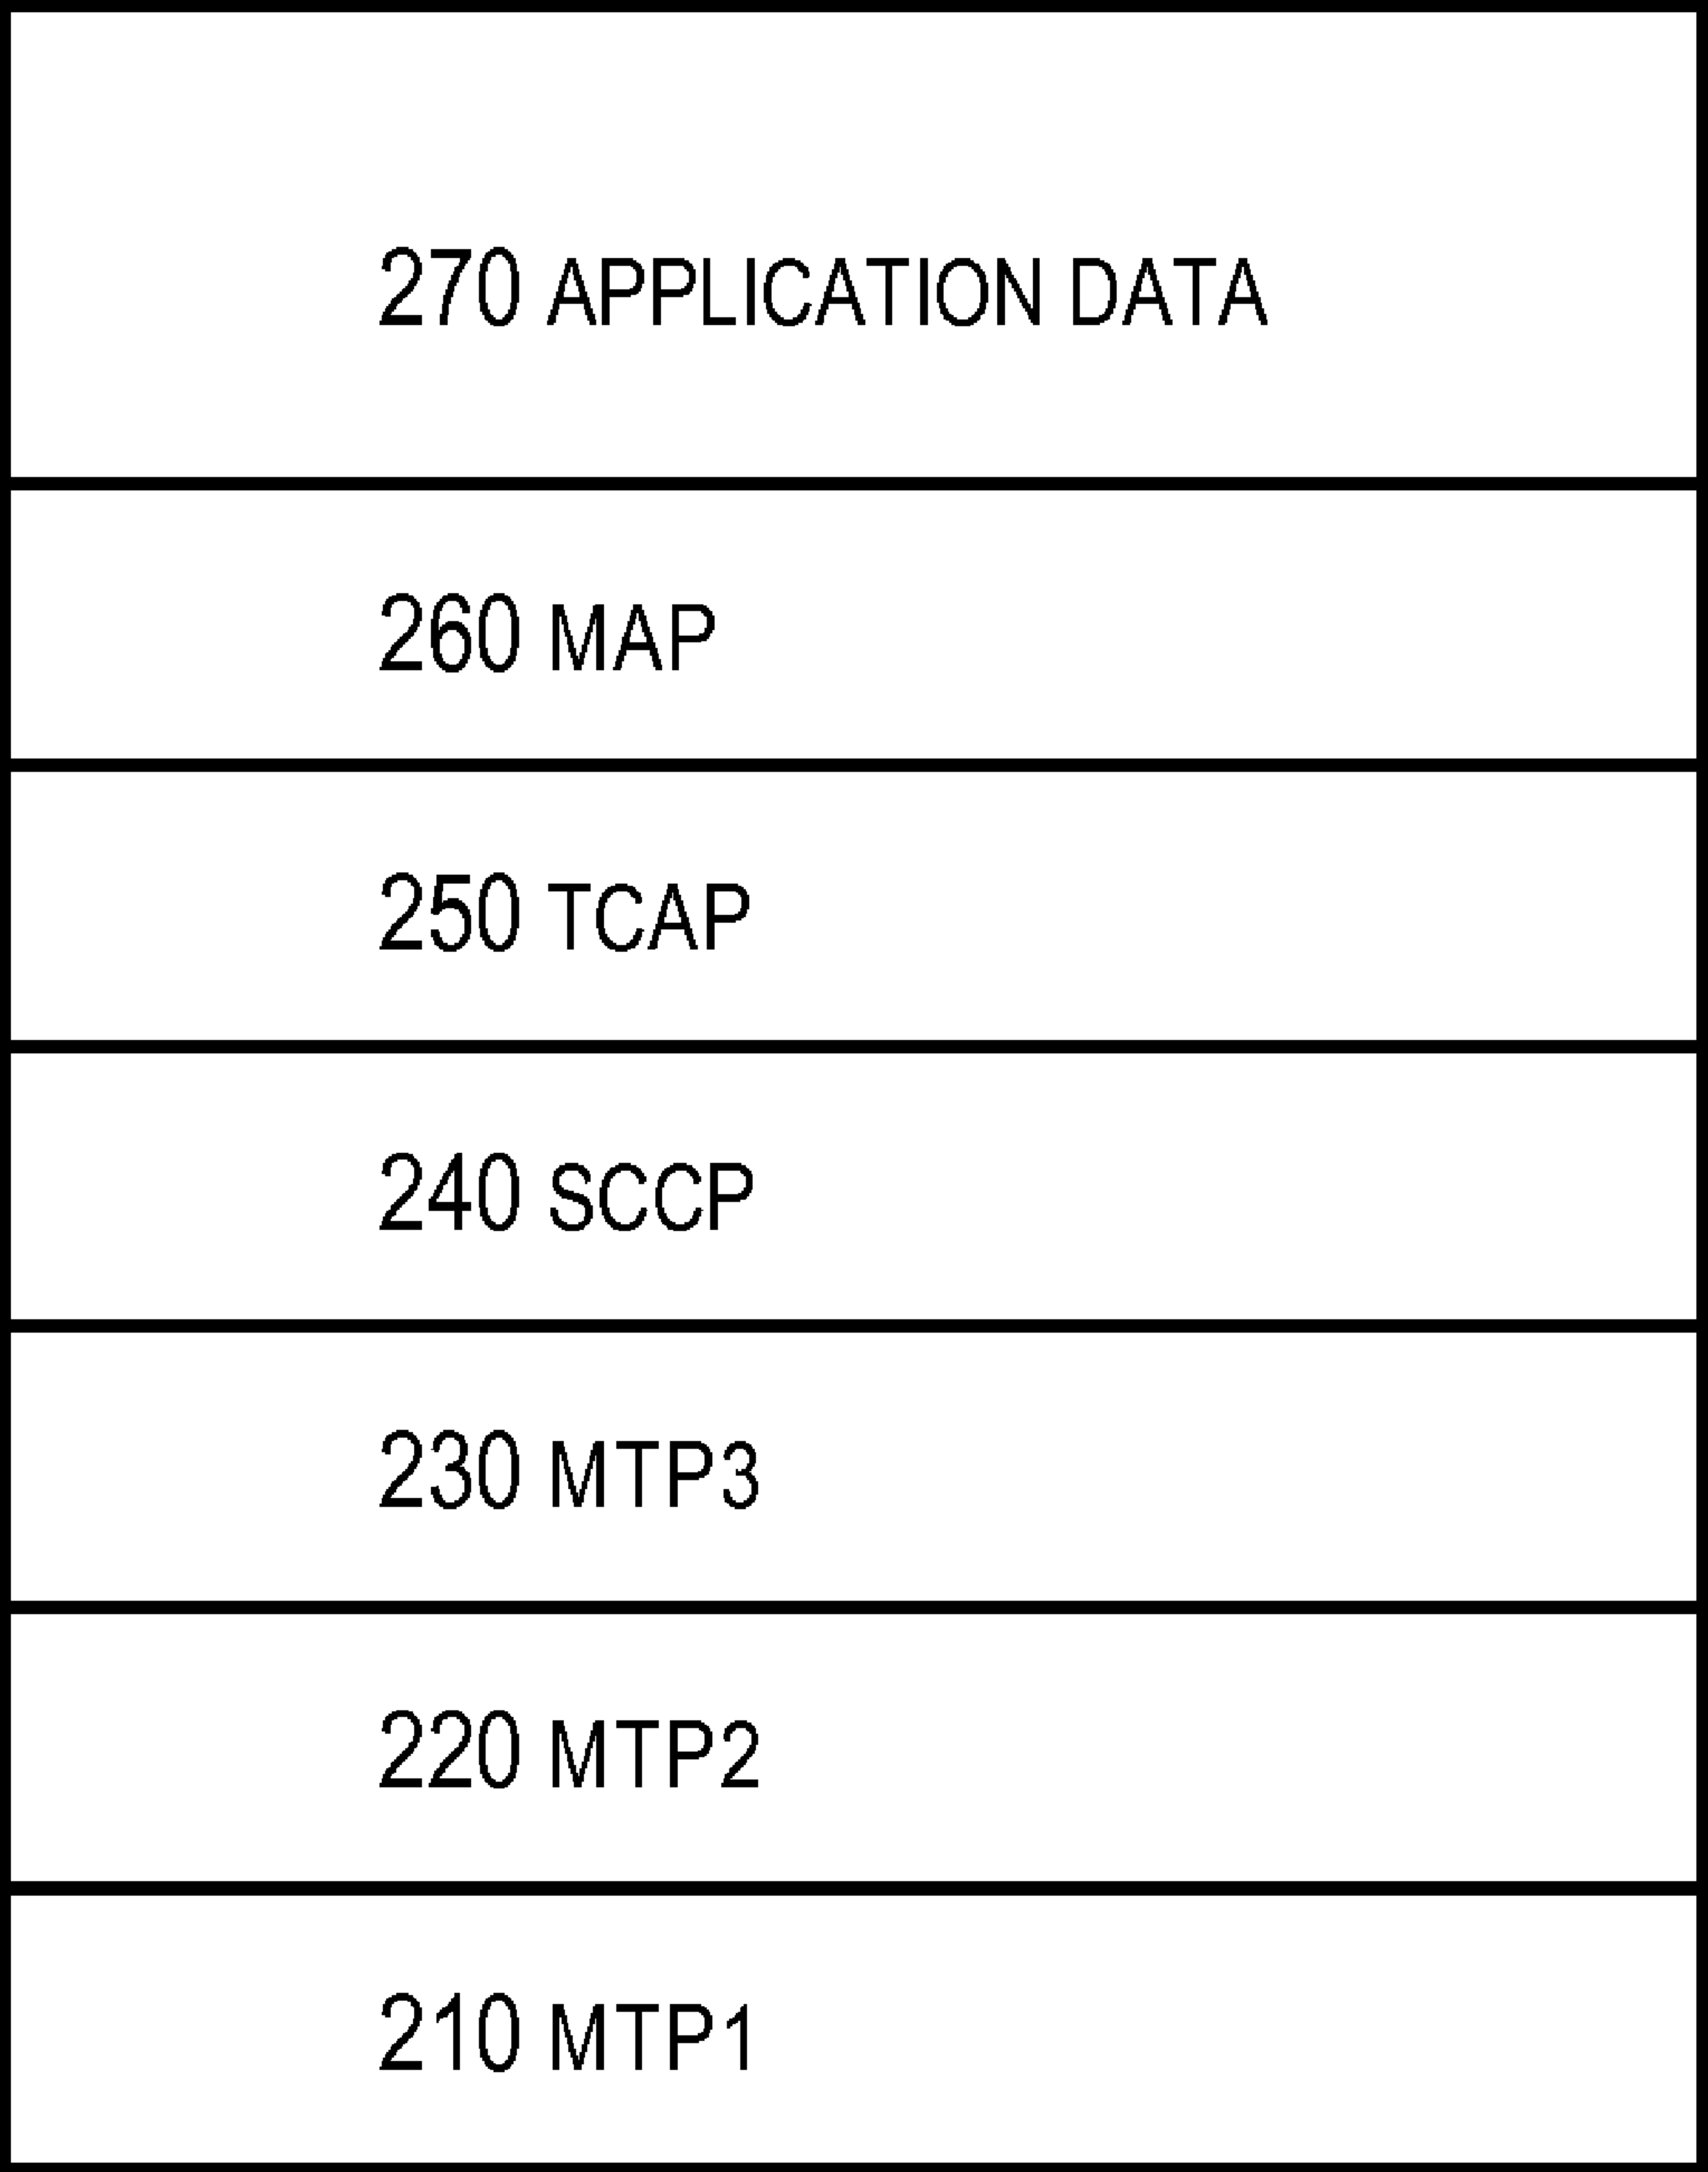 270 APPLICATION DATA
260 MAP
250 TCAP
240 SCCP
230 MTP3
220 MTP2
210 MTP1